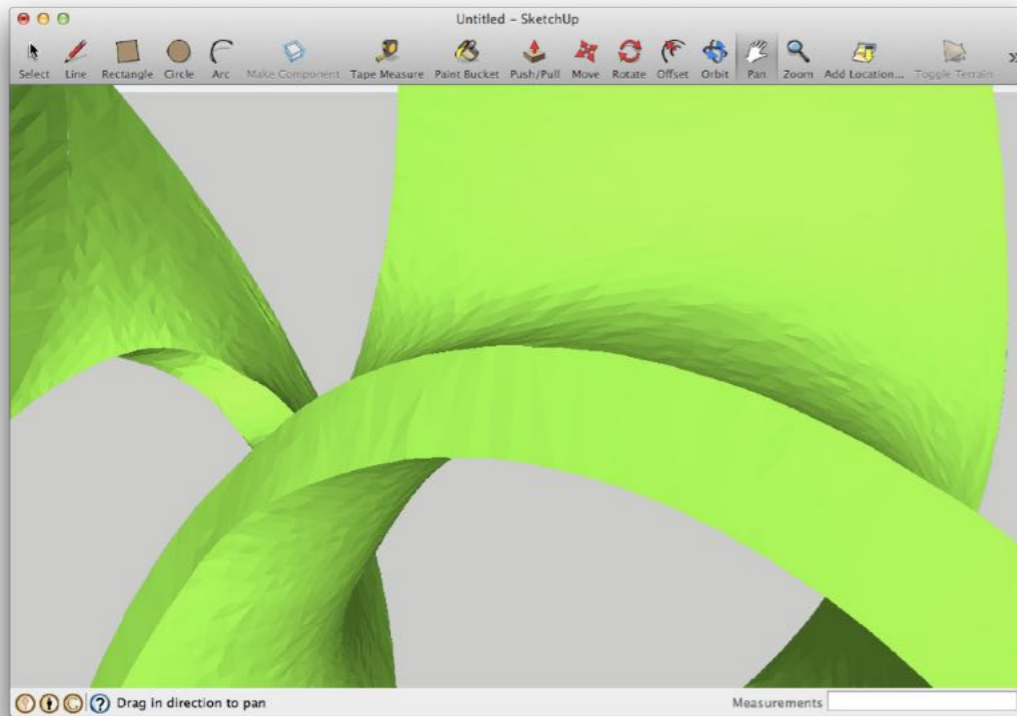 Untitled – SketchUp
Select Line Rectangle Circle Arc Make Component Tape Measure Paint Bucket Push/Pull Move Rotate Offset Orbit Pan Zoom Add Location... Toggle Terrain »
? Drag in direction to pan Measurements